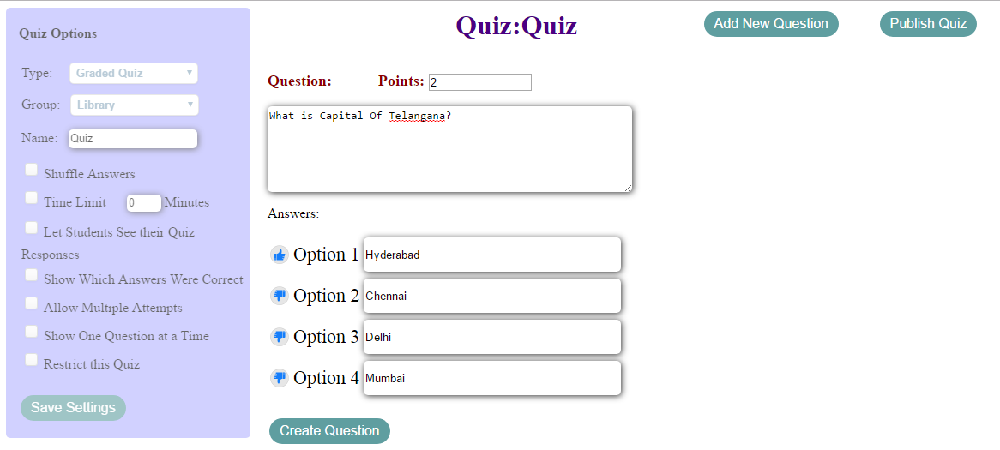 Quiz Options
Type: Graded Quiz
Group: Library
Name: Quiz
Shuffle Answers
Time Limit 0 Minutes
Let Students See their Quiz
Responses
Show Which Answers Were Correct
Allow Multiple Attempts
Show One Question at a Time
Restrict this Quiz
Save Settings
Quiz:Quiz
Add New Question
Publish Quiz
Question: Points: 2
What is Capital Of Telangana?
Answers:
Option 1 Hyderabad
Option 2 Chennai
Option 3 Delhi
Option 4 Mumbai
Create Question